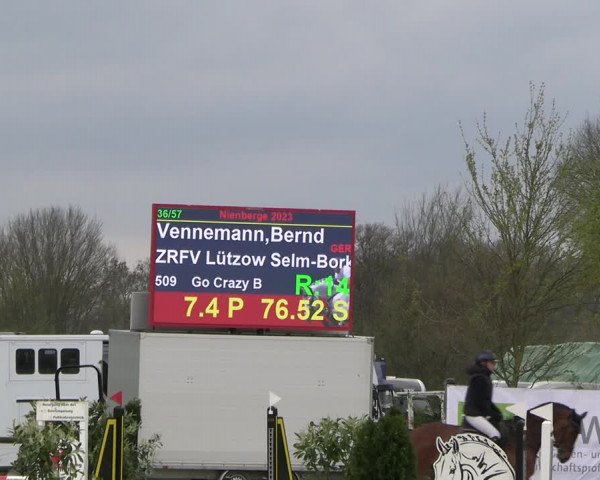 36/57 Nienberge 2023
Vennemann,Bernd
GER
ZRFV Lützow Selm-Bork
509 Go Crazy B R:14
7.4 P 76.52 S